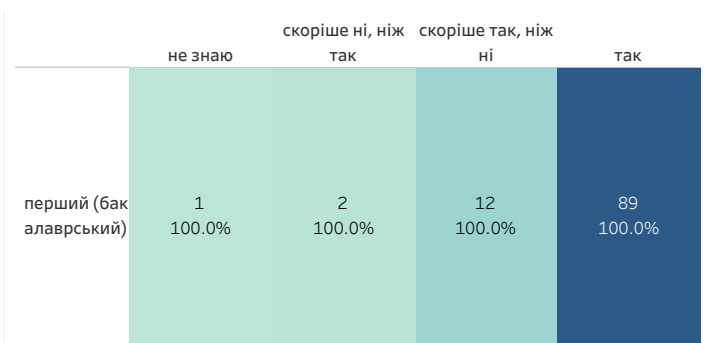 не знаю
скоріше ні, ніж
так
скоріше так, ніж
ні
так
перший (бак
алаврський)
1
100.0%
2
100.0%
12
100.0%
89
100.0%